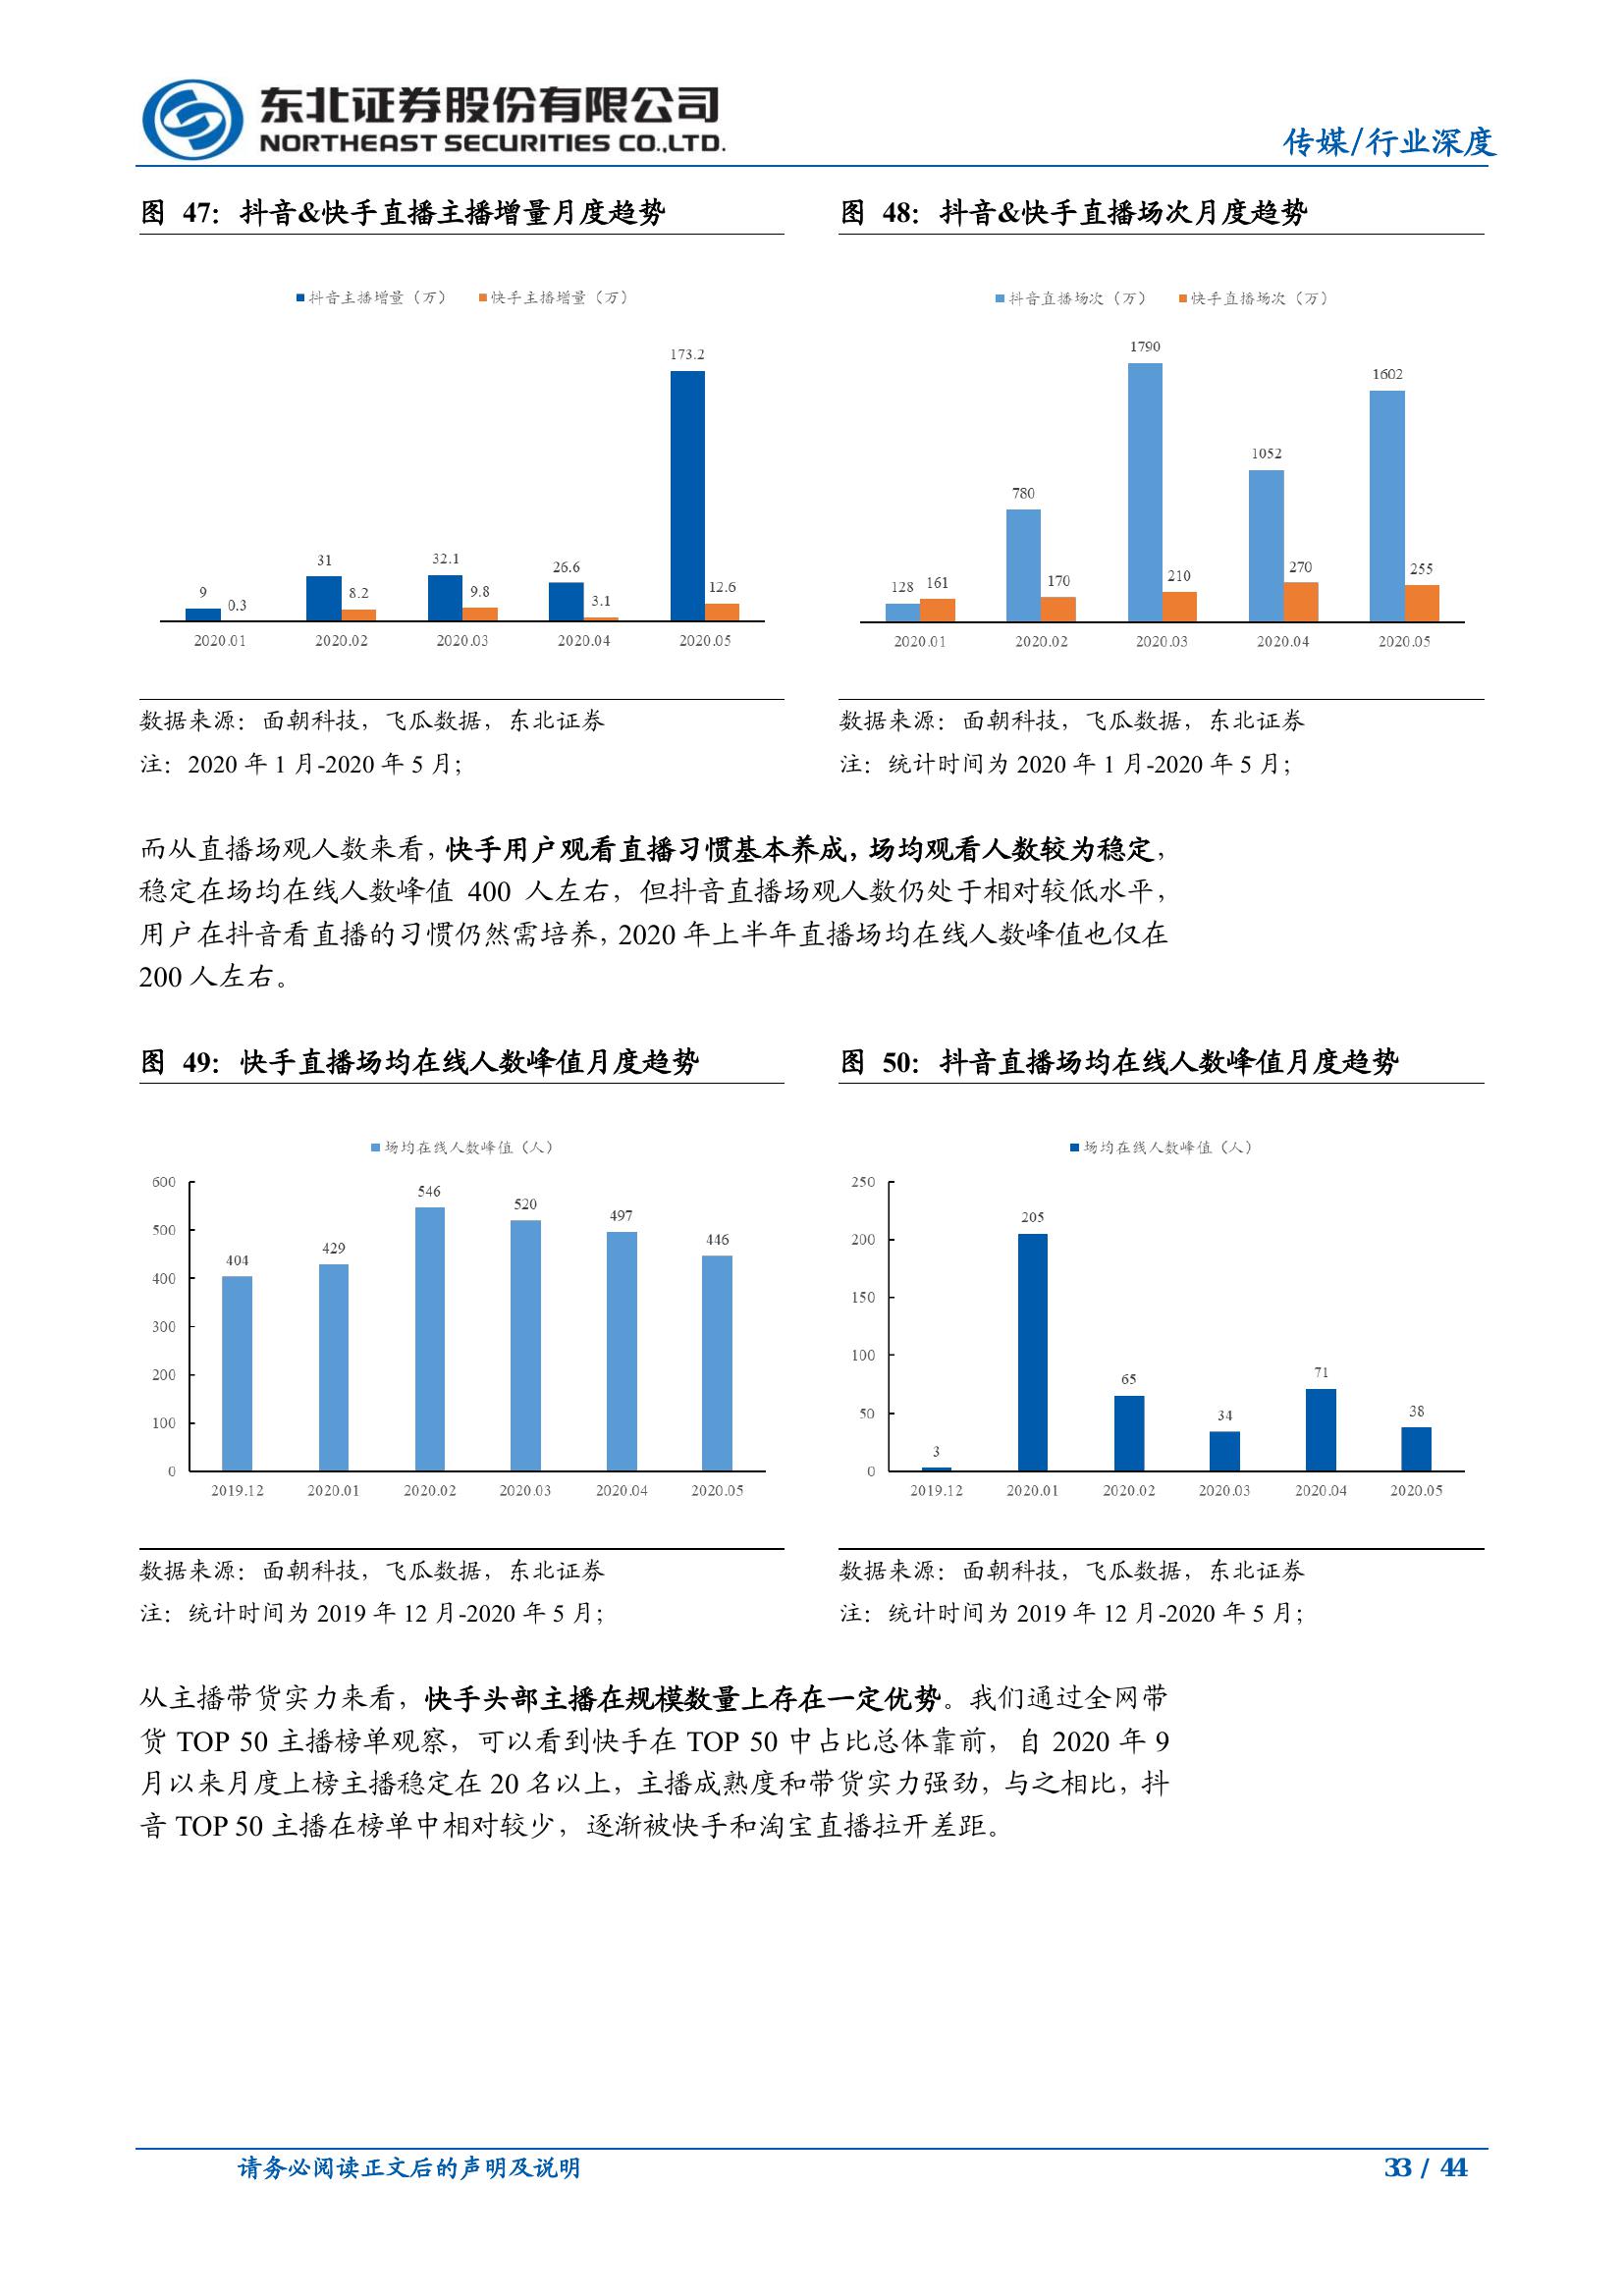 东北证券股份有限公司
NORTHEAST SECURITIES CO.,LTD.
传媒/行业深度
图 47：抖音&快手直播主播增量月度趋势
抖音主播增量（万） 快手主播增量（万）
173.2
31
32.1
26.6
9
0.3
8.2
9.8
3.1
12.6
2020.01 2020.02 2020.03 2020.04 2020.05
数据来源：面朝科技，飞瓜数据，东北证券
注：2020 年 1 月-2020 年 5 月；
图 48：抖音&快手直播场次月度趋势
抖音直播场次（万） 快手直播场次（万）
1790
1602
1052
780
128 161
170
210
270
255
2020.01 2020.02 2020.03 2020.04 2020.05
数据来源：面朝科技，飞瓜数据，东北证券
注：统计时间为 2020 年 1 月-2020 年 5 月；
而从直播场观人数来看，快手用户观看直播习惯基本养成，场均观看人数较为稳定，
稳定在场均在线人数峰值 400 人左右，但抖音直播场观人数仍处于相对较低水平，
用户在抖音看直播的习惯仍然需培养，2020 年上半年直播场均在线人数峰值也仅在
200 人左右。
图 49：快手直播场均在线人数峰值月度趋势
场均在线人数峰值（人）
600
500
400
300
200
100
0
404
429
546
520
497
446
2019.12 2020.01 2020.02 2020.03 2020.04 2020.05
数据来源：面朝科技，飞瓜数据，东北证券
注：统计时间为 2019 年 12 月-2020 年 5 月；
图 50：抖音直播场均在线人数峰值月度趋势
场均在线人数峰值（人）
250
200
150
100
50
0
3
205
65
34
71
38
2019.12 2020.01 2020.02 2020.03 2020.04 2020.05
数据来源：面朝科技，飞瓜数据，东北证券
注：统计时间为 2019 年 12 月-2020 年 5 月；
从主播带货实力来看，快手头部主播在规模数量上存在一定优势。我们通过全网带
货 TOP 50 主播榜单观察，可以看到快手在 TOP 50 中占比总体靠前，自 2020 年 9
月以来月度上榜主播稳定在 20 名以上，主播成熟度和带货实力强劲，与之相比，抖
音 TOP 50 主播在榜单中相对较少，逐渐被快手和淘宝直播拉开差距。
请务必阅读正文后的声明及说明
33 / 44